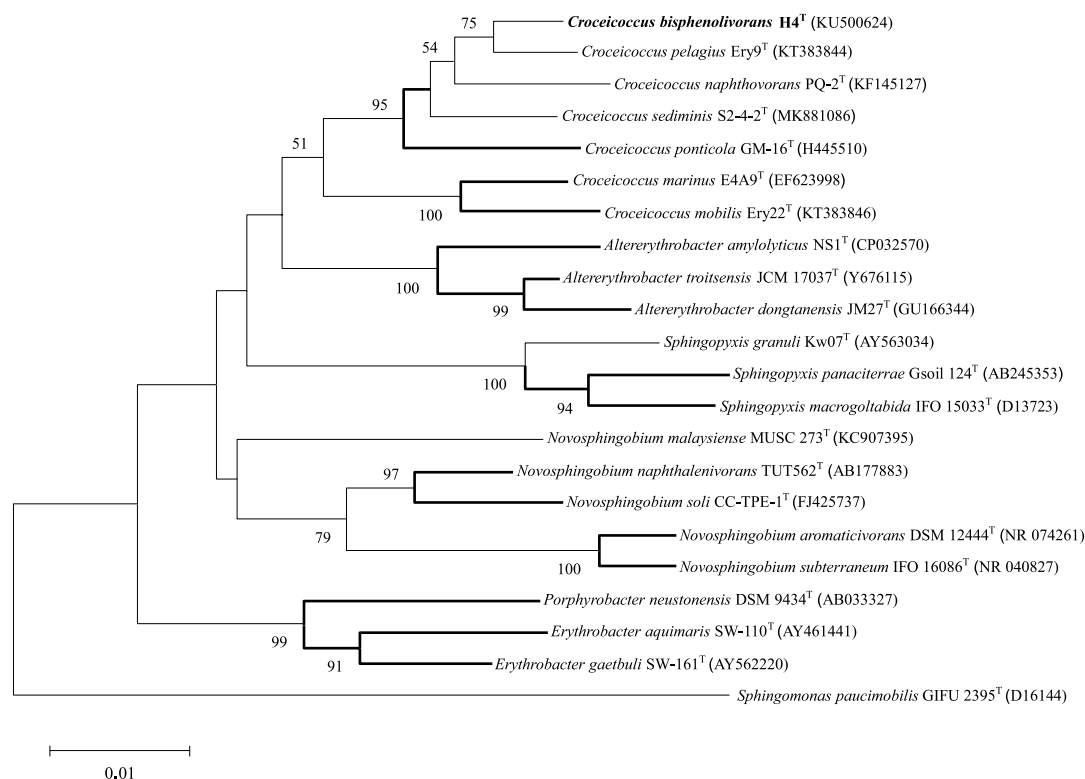 75
Croceicoccus bisphenolivorans H4ᵀ (KU500624)
Croceicoccus pelagius Ery9ᵀ (KT383844)
54
Croceicoccus naphthovorans PQ-2ᵀ (KF145127)
95
Croceicoccus sediminis S2-4-2ᵀ (MK881086)
Croceicoccus ponticola GM-16ᵀ (H445510)
51
Croceicoccus marinus E4A9ᵀ (EF623998)
100
Croceicoccus mobilis Ery22ᵀ (KT383846)
Altererythrobacter amylolyticus NS1ᵀ (CP032570)
100
Altererythrobacter troitsensis JCM 17037ᵀ (Y676115)
99
Altererythrobacter dongtanensis JM27ᵀ (GU166344)
Sphingopyxis granuli Kw07ᵀ (AY563034)
100
Sphingopyxis panaciterrae Gsoil 124ᵀ (AB245353)
94
Sphingopyxis macrogoltabida IFO 15033ᵀ (D13723)
Novosphingobium malaysiense MUSC 273ᵀ (KC907395)
97
Novosphingobium naphthalenivorans TUT562ᵀ (AB177883)
Novosphingobium soli CC-TPE-1ᵀ (FJ425737)
79
Novosphingobium aromaticivorans DSM 12444ᵀ (NR 074261)
100
Novosphingobium subterraneum IFO 16086ᵀ (NR 040827)
Porphyrobacter neustonensis DSM 9434ᵀ (AB033327)
99
Erythrobacter aquimaris SW-110ᵀ (AY461441)
91
Erythrobacter gaetbuli SW-161ᵀ (AY562220)
Sphingomonas paucimobilis GIFU 2395ᵀ (D16144)
0.01